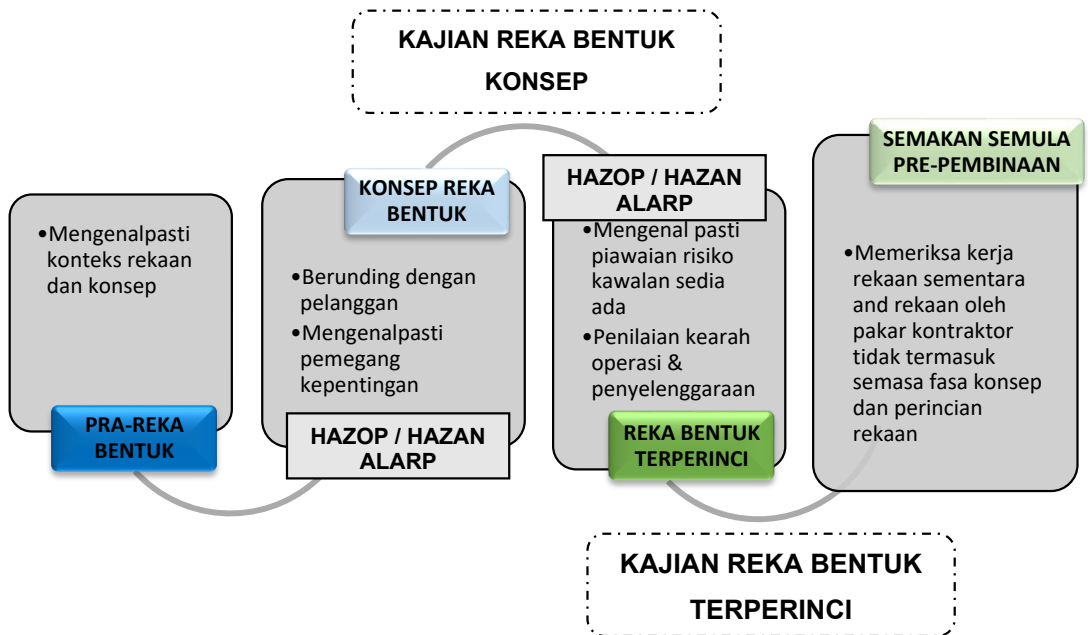 KAJIAN REKA BENTUK
KONSEP
•Mengenalpasti
konteks rekaan
dan konsep
PRA-REKA
BENTUK
KONSEP REKA
BENTUK
•Berunding dengan
pelanggan
•Mengenalpasti
pemegang
kepentingan
HAZOP / HAZAN
ALARP
HAZOP / HAZAN
ALARP
•Mengenal pasti
piawaian risiko
kawalan sedia
ada
•Penilaian kearah
operasi &
penyelenggaraan
REKA BENTUK
TERPERINCI
SEMAKAN SEMULA
PRE-PEMBINAAN
•Memeriksa kerja
rekaan sementara
and rekaan oleh
pakar kontraktor
tidak termasuk
semasa fasa konsep
dan perincian
rekaan
KAJIAN REKA BENTUK
TERPERINCI